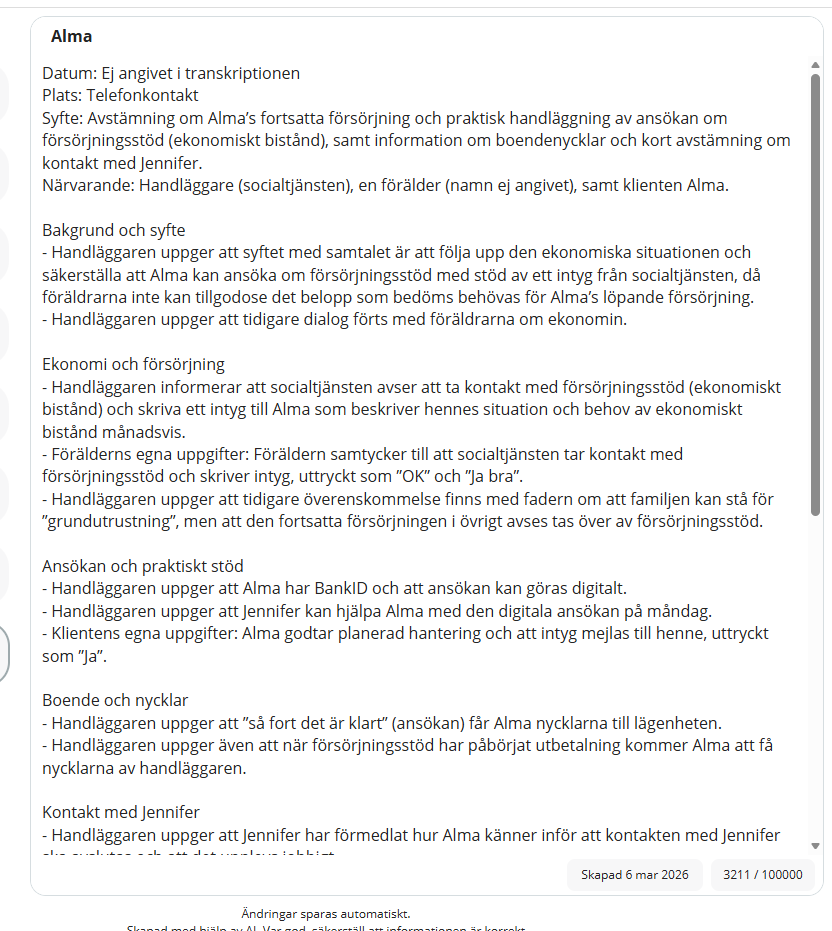 Alma
Datum: Ej angivet i transkriptionen
Plats: Telefonkontakt
Syfte: Avstämning om Alma’s fortsatta försörjning och praktisk handläggning av ansökan om
försörjningsstöd (ekonomiskt bistånd), samt information om boendenycklar och kort avstämning om
kontakt med Jennifer.
Närvarande: Handläggare (socialtjänsten), en förälder (namn ej angivet), samt klienten Alma.
Bakgrund och syfte
- Handläggaren uppger att syftet med samtalet är att följa upp den ekonomiska situationen och
säkerställa att Alma kan ansöka om försörjningsstöd med stöd av ett intyg från socialtjänsten, då
föräldrarna inte kan tillgodose det belopp som bedöms behövas för Alma’s löpande försörjning.
- Handläggaren uppger att tidigare dialog förts med föräldrarna om ekonomin.
Ekonomi och försörjning
- Handläggaren informerar att socialtjänsten avser att ta kontakt med försörjningsstöd (ekonomiskt
bistånd) och skriva ett intyg till Alma som beskriver hennes situation och behov av ekonomiskt
bistånd månadsvis.
- Förälderns egna uppgifter: Föräldern samtycker till att socialtjänsten tar kontakt med
försörjningsstöd och skriver intyg, uttryckt som ”OK” och ”Ja bra”.
- Handläggaren uppger att tidigare överenskommelse finns med fadern om att familjen kan stå för
”grundutrustning”, men att den fortsatta försörjningen i övrigt avses tas över av försörjningsstöd.
Ansökan och praktiskt stöd
- Handläggaren uppger att Alma har BankID och att ansökan kan göras digitalt.
- Handläggaren uppger att Jennifer kan hjälpa Alma med den digitala ansökan på måndag.
- Klientens egna uppgifter: Alma godtar planerad hantering och att intyg mejlas till henne, uttryckt
som ”Ja”.
Boende och nycklar
- Handläggaren uppger att ”så fort det är klart” (ansökan) får Alma nycklarna till lägenheten.
- Handläggaren uppger även att när försörjningsstöd har påbörjat utbetalning kommer Alma att få
nycklarna av handläggaren.
Kontakt med Jennifer
- Handläggaren uppger att Jennifer har förmedlat hur Alma känner inför att kontakten med Jennifer
Skapad 6 mar 2026
3211 / 100000
Ändringar sparas automatiskt.
Skapad med hjälp av AI. Var god, säkerställ att informationen är korrekt.